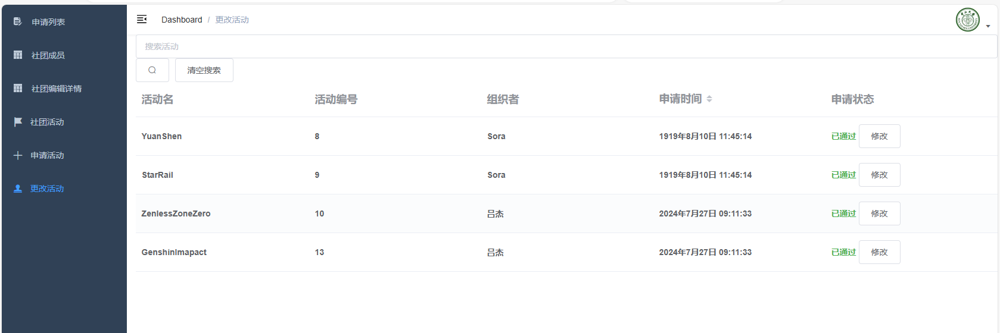 申请列表
社团成员
社团编辑详情
社团活动
申请活动
更改活动
Dashboard / 更改活动
搜索活动
清空搜索
活动名 活动编号 组织者 申请时间 申请状态
YuanShen 8 Sora 1919年8月10日 11:45:14 已通过 修改
StarRail 9 Sora 1919年8月10日 11:45:14 已通过 修改
ZenlessZoneZero 10 吕杰 2024年7月27日 09:11:33 已通过 修改
GenshinImapact 13 吕杰 2024年7月27日 09:11:33 已通过 修改